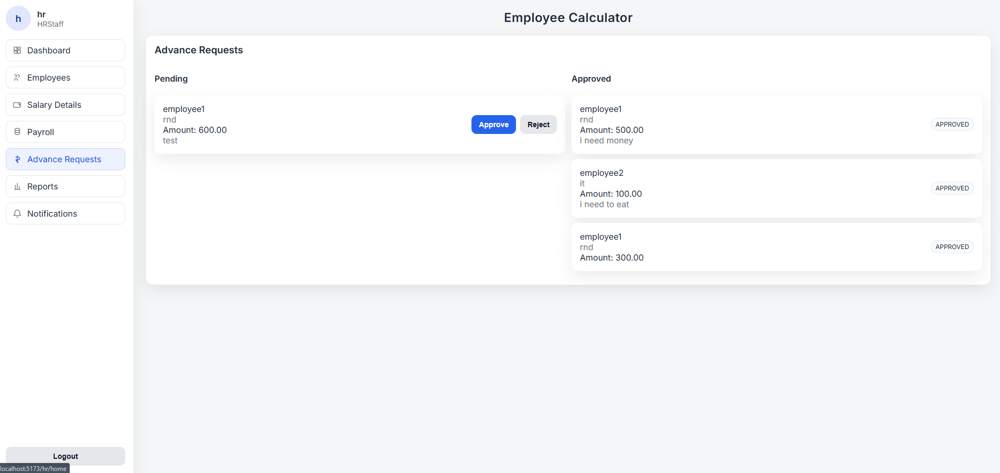 h
hr
HRStaff
Dashboard
Employees
Salary Details
Payroll
Advance Requests
Reports
Notifications
Logout
localhost:5173/hr/home
Employee Calculator
Advance Requests
Pending
employee1
rnd
Amount: 600.00
test
Approve
Reject
Approved
employee1
rnd
Amount: 500.00
i need money
APPROVED
employee2
it
Amount: 100.00
i need to eat
APPROVED
employee1
rnd
Amount: 300.00
APPROVED